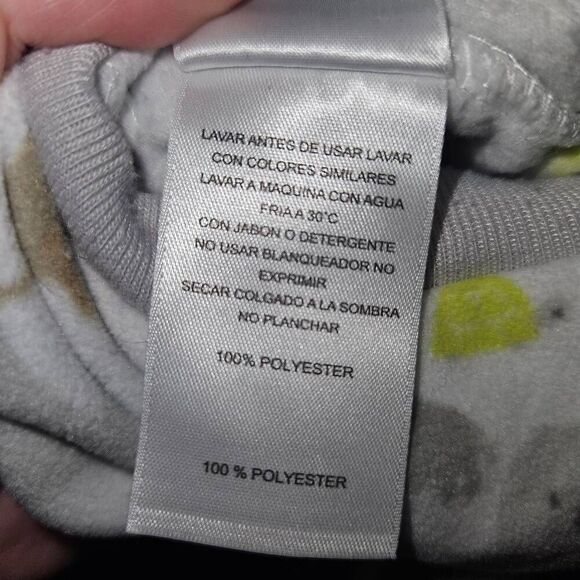 LAVAR ANTES DE USAR LAVAR
CON COLORES SIMILARES
LAVAR A MAQUINA CON AGUA
FRIA A 30°C
CON JABON O DETERGENTE
NO USAR BLANQUEADOR NO
EXPRIMIR
SECAR COLGADO A LA SOMBRA
NO PLANCHAR
100% POLYESTER
100 % POLYESTER